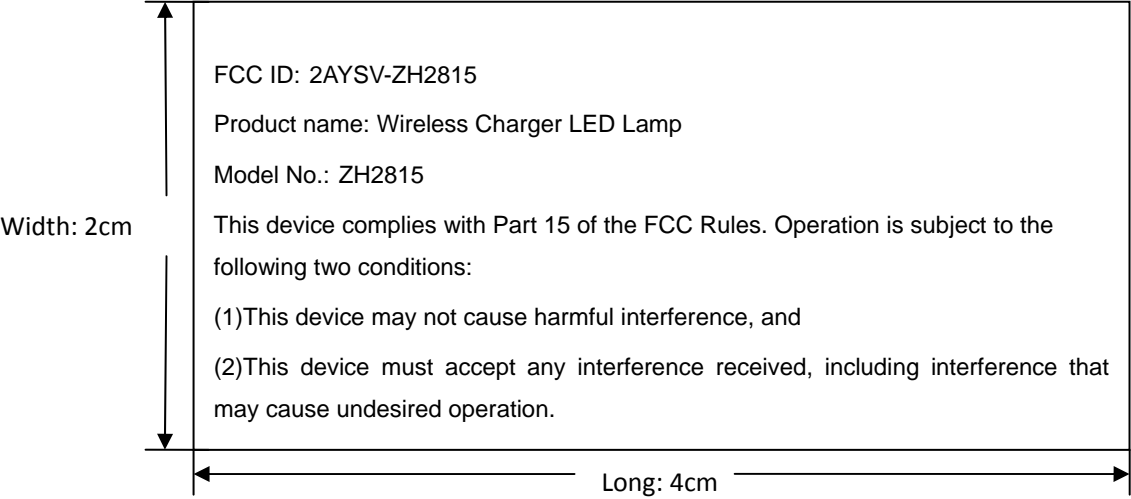 FCC ID: 2AYSV-ZH2815
Product name: Wireless Charger LED Lamp
Model No.: ZH2815
Width: 2cm
This device complies with Part 15 of the FCC Rules. Operation is subject to the
following two conditions:
(1)This device may not cause harmful interference, and
(2)This device must accept any interference received, including interference that
may cause undesired operation.
Long: 4cm